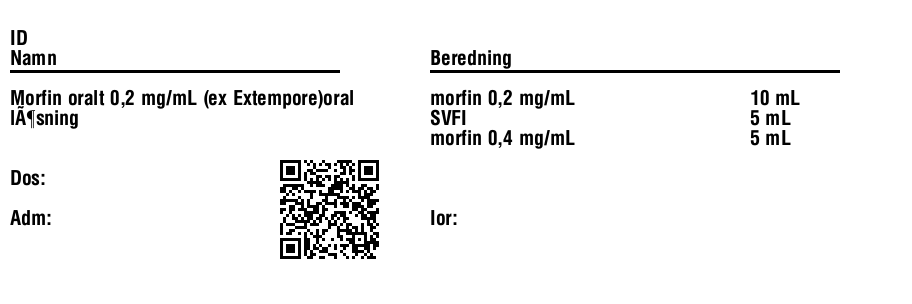 ID
Namn
Beredning
Morfin oralt 0,2 mg/mL (ex Extempore)oral
lÃ¶sning
morfin 0,2 mg/mL 10 mL
SVFI 5 mL
morfin 0,4 mg/mL 5 mL
Dos:
Adm:
Ior: